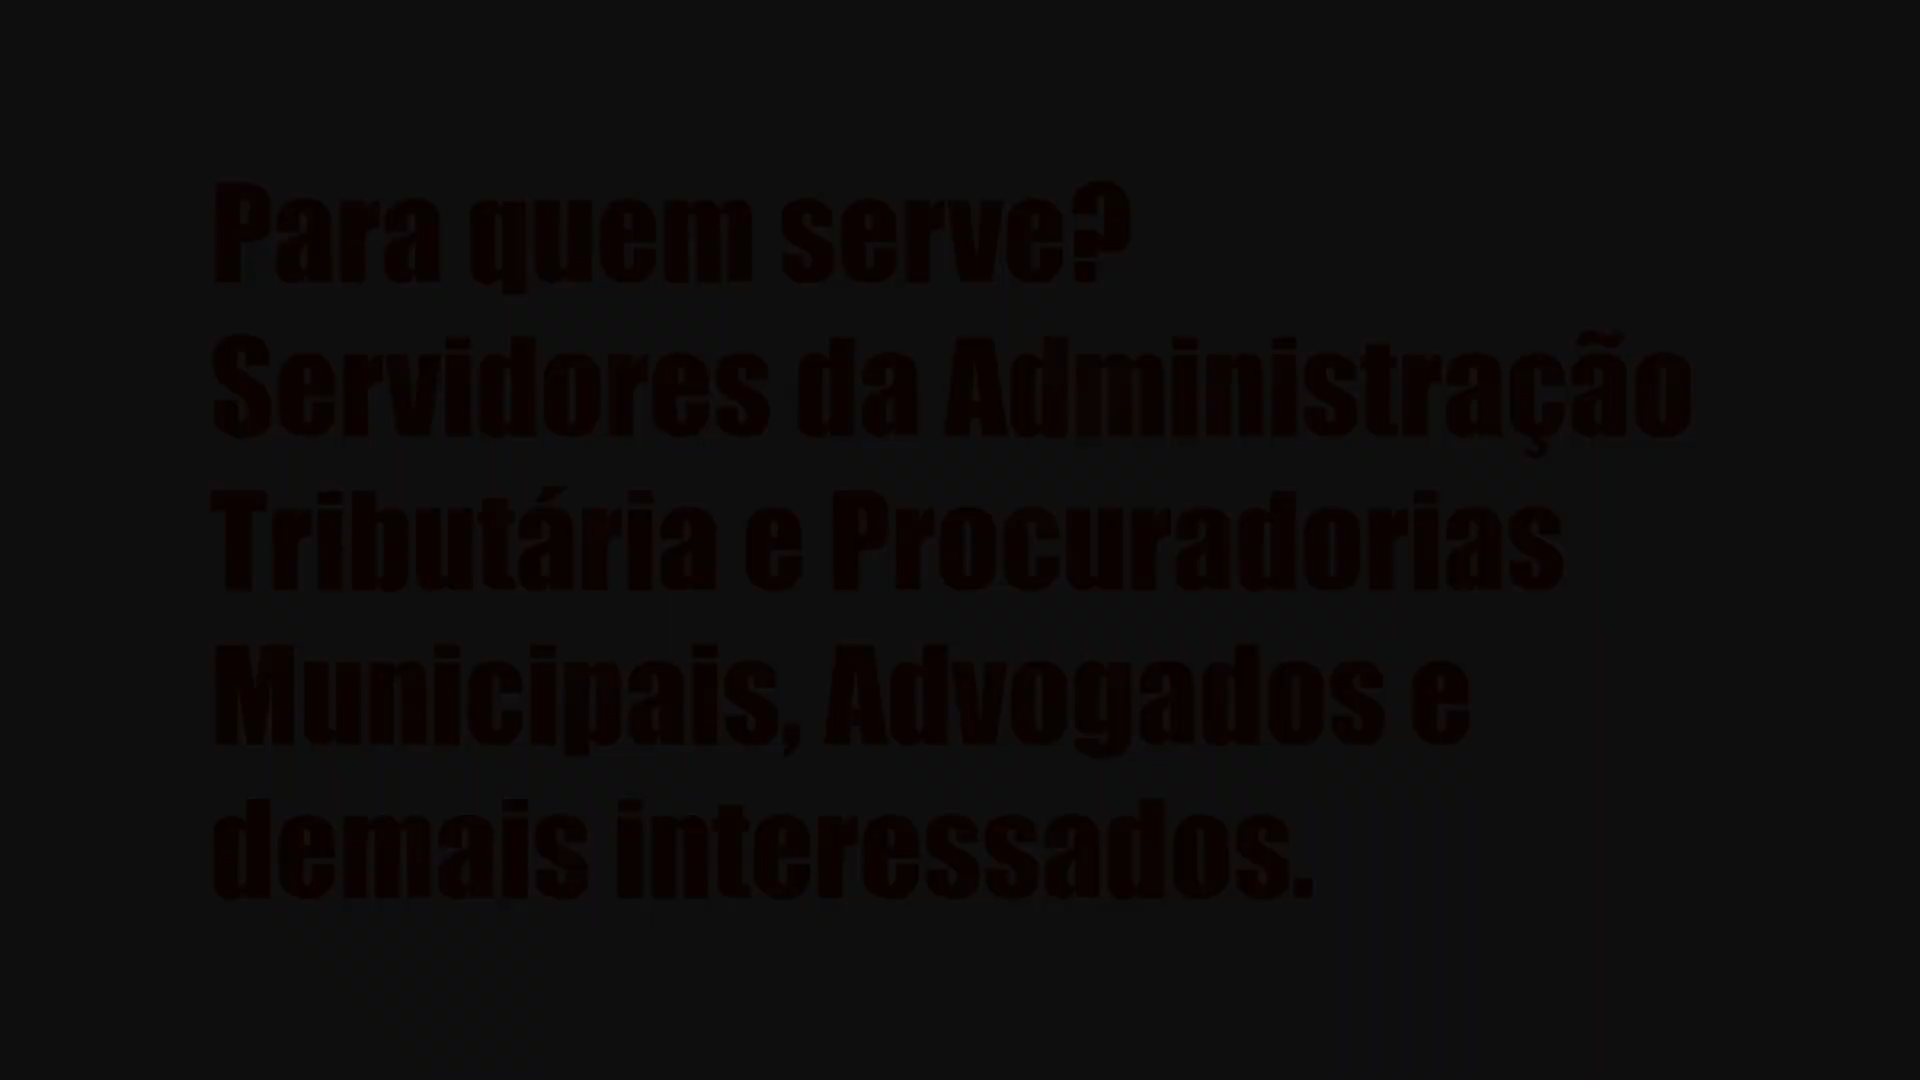 Para quem serve?
Servidores da Administração
Tributária e Procuradorias
Municipais, Advogados e
demais interessados.